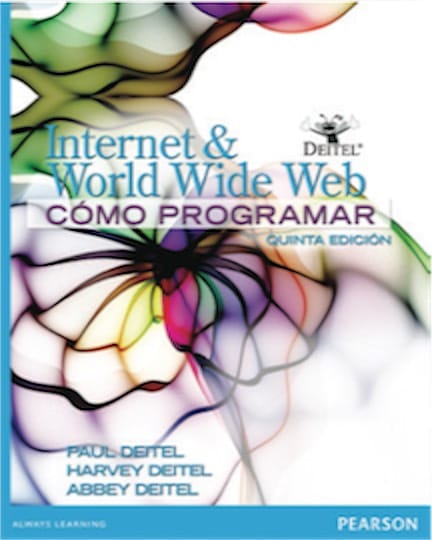 DEITEL®
Internet &
World Wide Web
CÓMO PROGRAMAR
QUINTA EDICIÓN
PAUL DEITEL
HARVEY DEITEL
ABBEY DEITEL
ALWAYS LEARNING
PEARSON